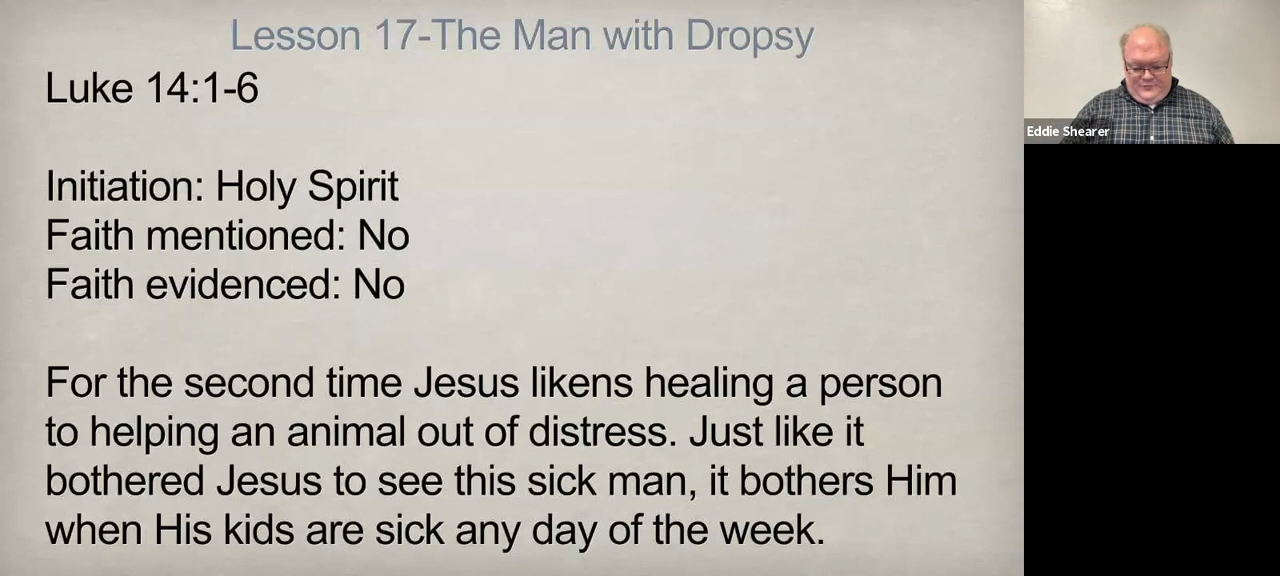 Lesson 17-The Man with Dropsy
Luke 14:1-6
Initiation: Holy Spirit
Faith mentioned: No
Faith evidenced: No
For the second time Jesus likens healing a person
to helping an animal out of distress. Just like it
bothered Jesus to see this sick man, it bothers Him
when His kids are sick any day of the week.
Eddie Shearer